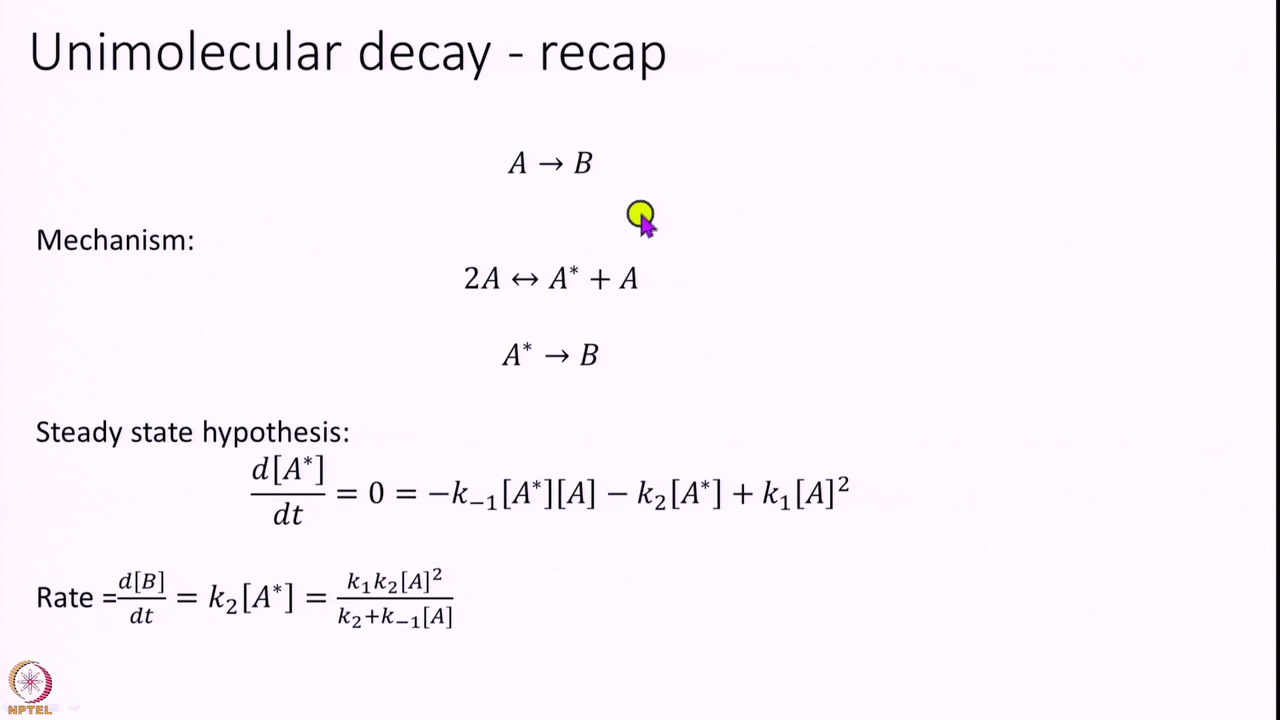 Unimolecular decay - recap
A → B
Mechanism:
2A ↔ A* + A
A* → B
Steady state hypothesis:
d[A*]/dt = 0 = −k₋₁[A*][A] − k₂[A*] + k₁[A]²
Rate =d[B]/dt = k₂[A*] = k₁k₂[A]²/k₂+k₋₁[A]
NPTEL